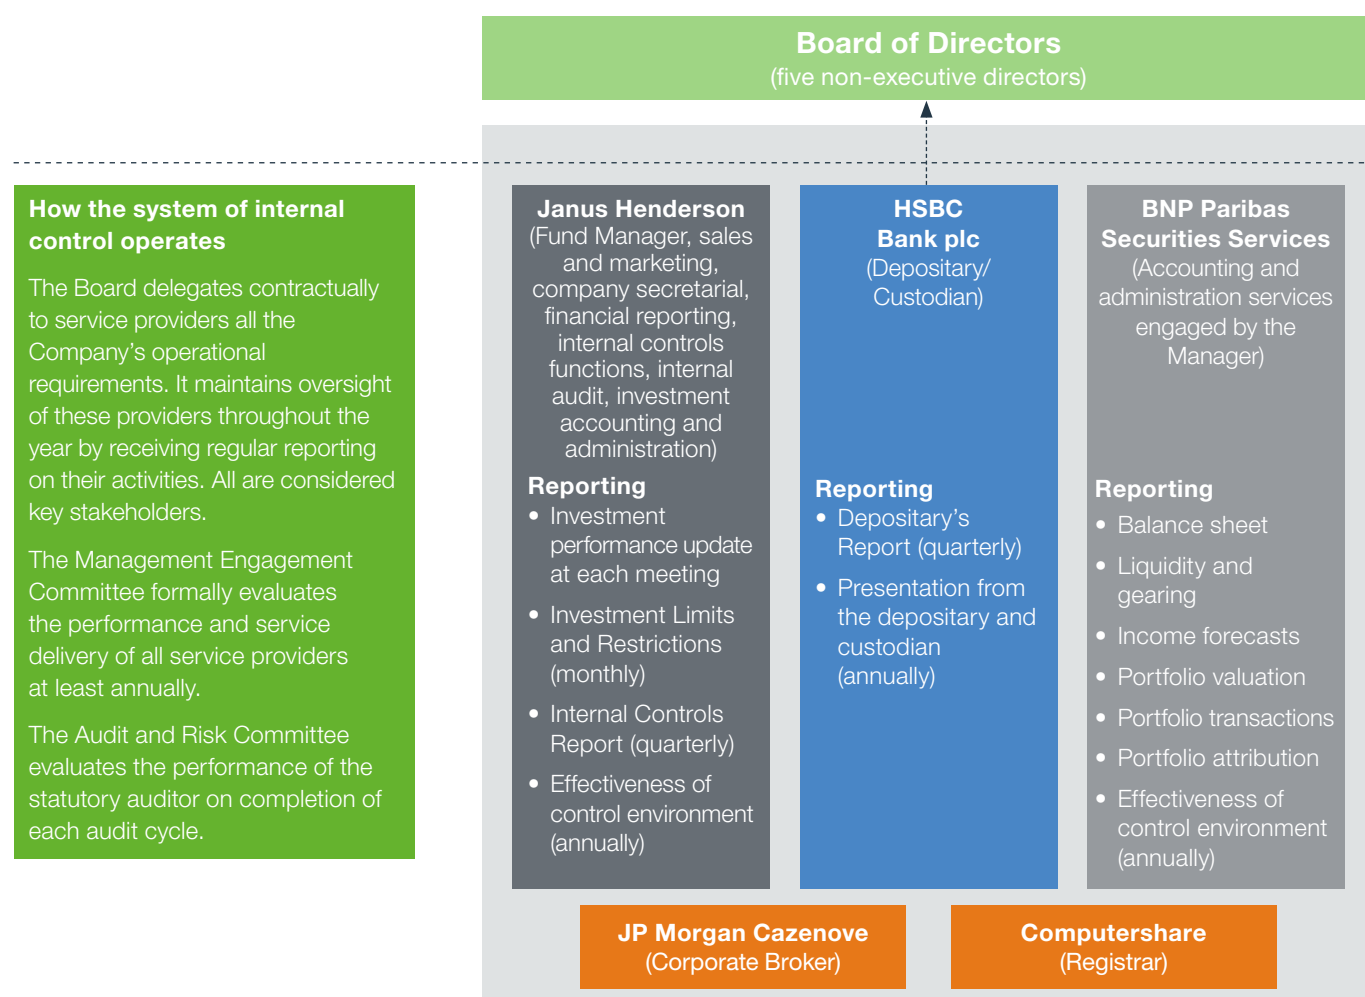 Board of Directors
(five non-executive directors)
How the system of internal
control operates
The Board delegates contractually
to service providers all the
Company’s operational
requirements. It maintains oversight
of these providers throughout the
year by receiving regular reporting
on their activities. All are considered
key stakeholders.
The Management Engagement
Committee formally evaluates
the performance and service
delivery of all service providers
at least annually.
The Audit and Risk Committee
evaluates the performance of the
statutory auditor on completion of
each audit cycle.
Janus Henderson
(Fund Manager, sales
and marketing,
company secretarial,
financial reporting,
internal controls
functions, internal
audit, investment
accounting and
administration)
Reporting
• Investment
performance update
at each meeting
• Investment Limits
and Restrictions
(monthly)
• Internal Controls
Report (quarterly)
• Effectiveness of
control environment
(annually)
HSBC
Bank plc
(Depositary/
Custodian)
Reporting
• Depositary’s
Report (quarterly)
• Presentation from
the depositary and
custodian
(annually)
BNP Paribas
Securities Services
(Accounting and
administration services
engaged by the
Manager)
Reporting
• Balance sheet
• Liquidity and
gearing
• Income forecasts
• Portfolio valuation
• Portfolio transactions
• Portfolio attribution
• Effectiveness of
control environment
(annually)
JP Morgan Cazenove
(Corporate Broker)
Computershare
(Registrar)